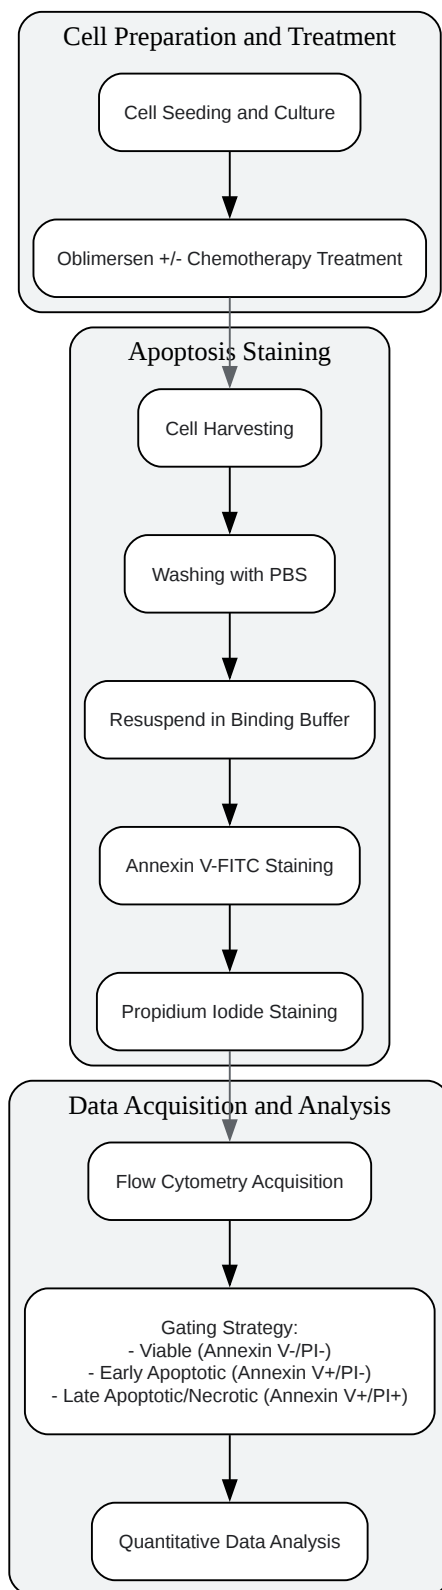 Cell Preparation and Treatment
Cell Seeding and Culture
Oblimersen +/- Chemotherapy Treatment
Apoptosis Staining
Cell Harvesting
Washing with PBS
Resuspend in Binding Buffer
Annexin V-FITC Staining
Propidium Iodide Staining
Data Acquisition and Analysis
Flow Cytometry Acquisition
Gating Strategy:
- Viable (Annexin V-/PI-)
- Early Apoptotic (Annexin V+/PI-)
- Late Apoptotic/Necrotic (Annexin V+/PI+)
Quantitative Data Analysis